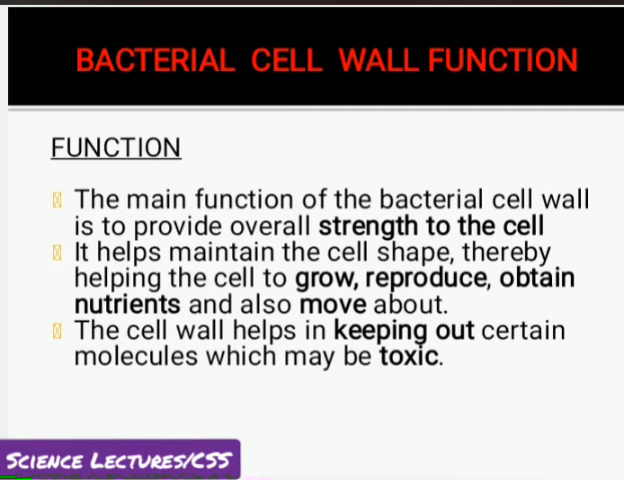 BACTERIAL CELL WALL FUNCTION
FUNCTION
The main function of the bacterial cell wall
is to provide overall strength to the cell
It helps maintain the cell shape, thereby
helping the cell to grow, reproduce, obtain
nutrients and also move about.
The cell wall helps in keeping out certain
molecules which may be toxic.
SCIENCE LECTURES/CSS